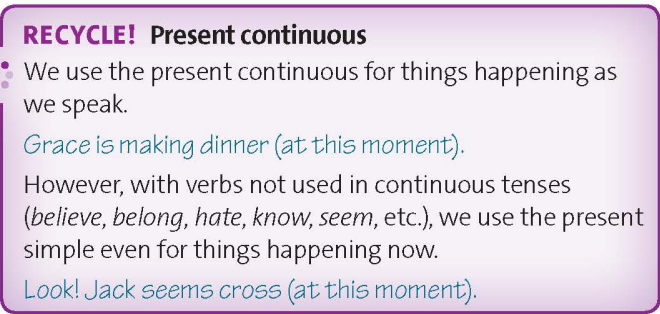 RECYCLE! Present continuous
We use the present continuous for things happening as
we speak.
Grace is making dinner (at this moment).
However, with verbs not used in continuous tenses
(believe, belong, hate, know, seem, etc.), we use the present
simple even for things happening now.
Look! Jack seems cross (at this moment).